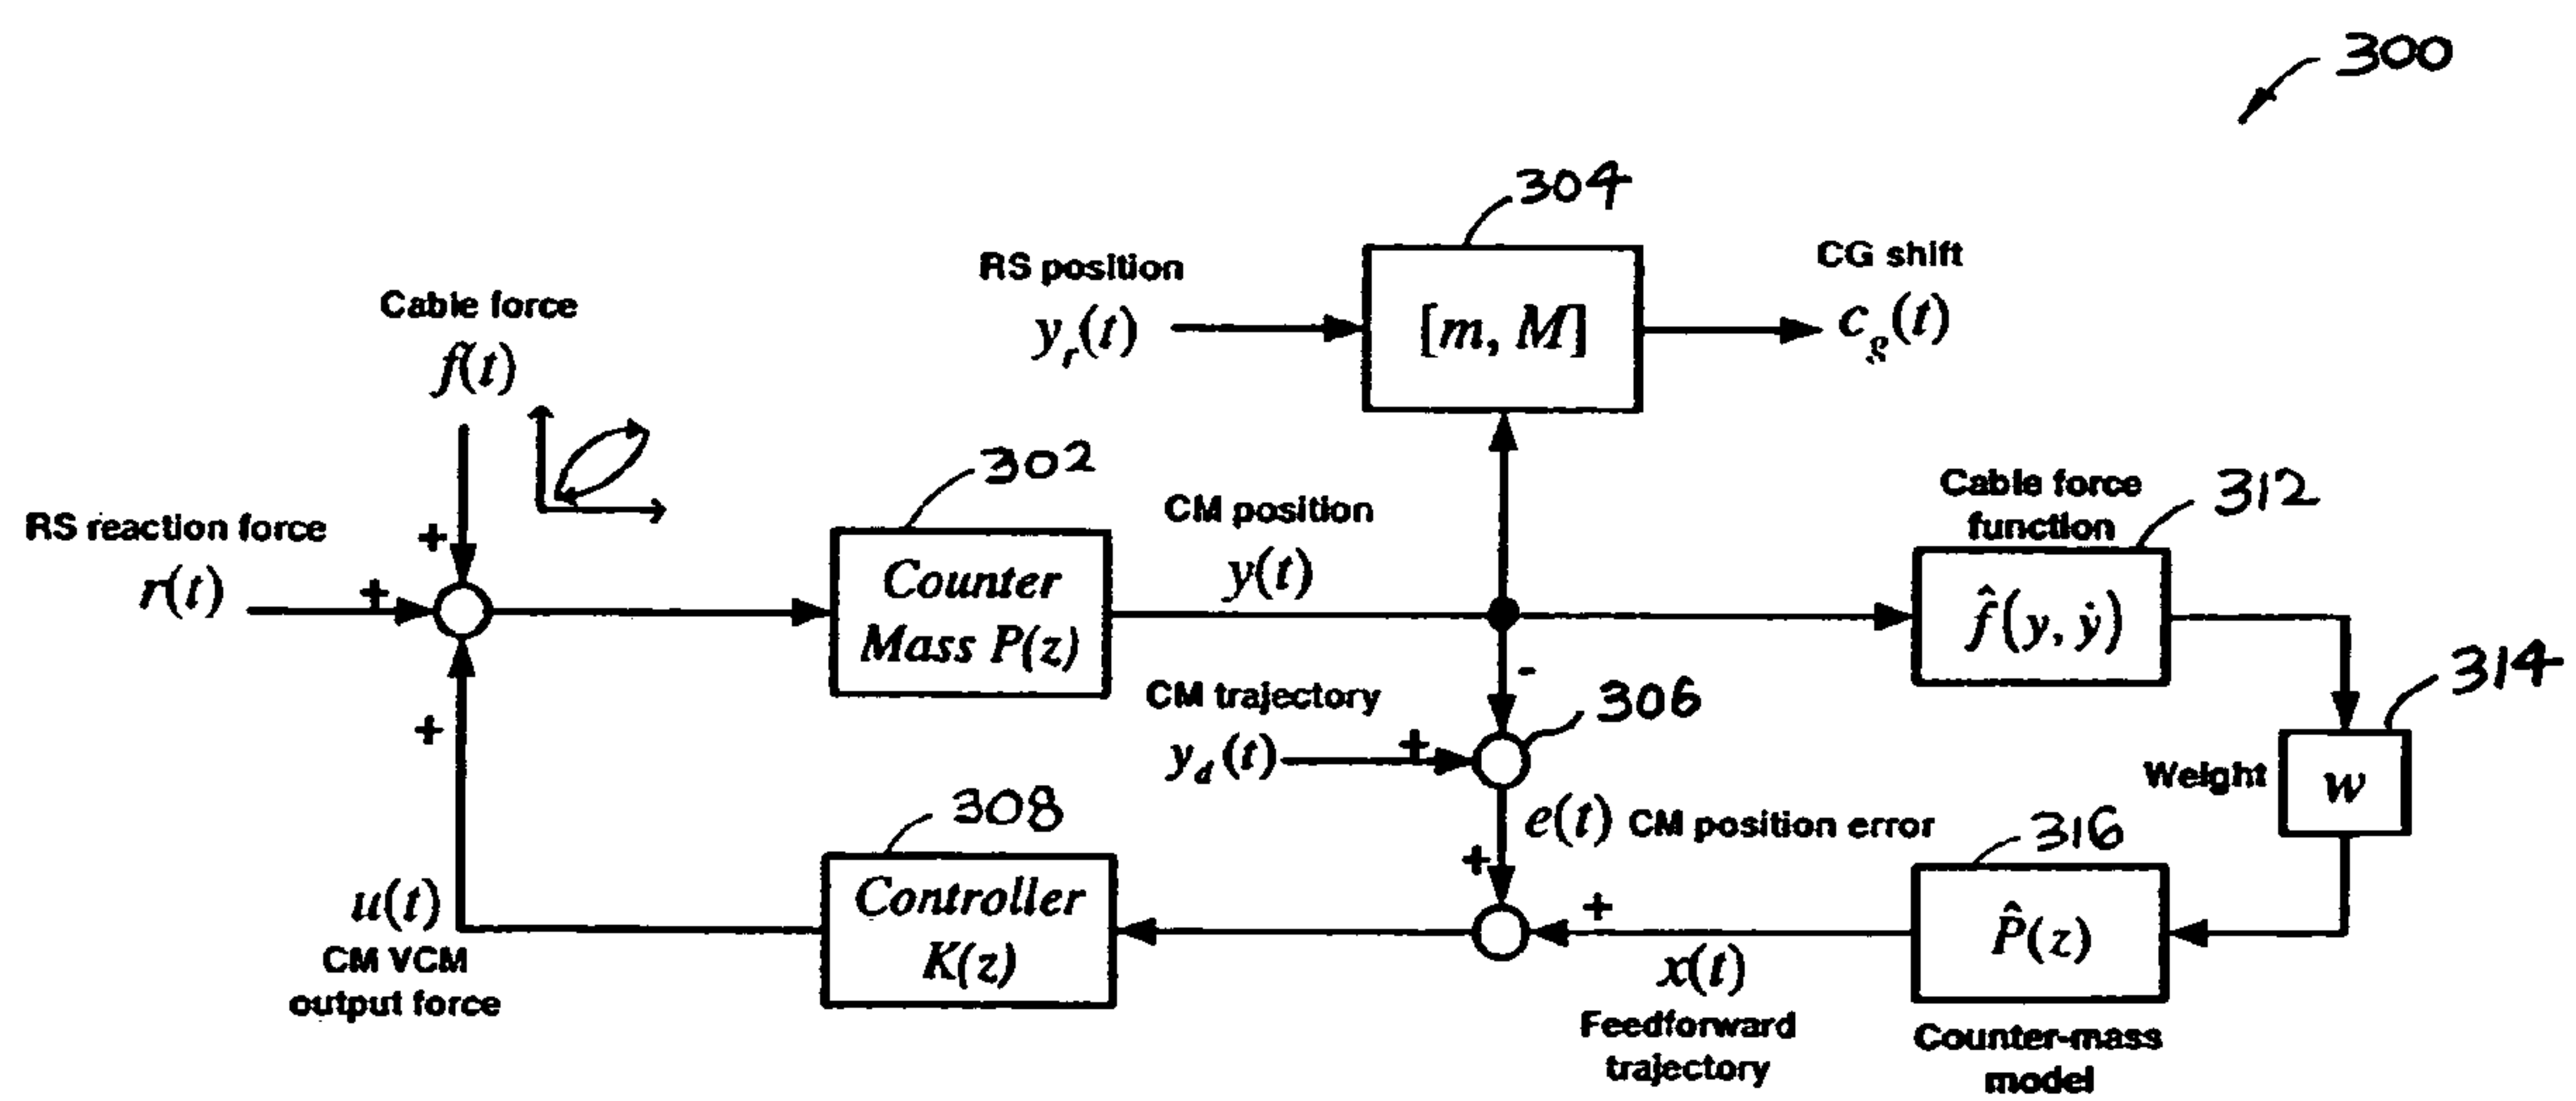 300
304
RS position
y_r(t)
[m, M]
CG shift
c_g(t)
Cable force
f(t)
302
Cable force
function
312
RS reaction force
r(t)
+
+
Counter
Mass P(z)
CM position
y(t)
f̂(y, ẏ)
-
306
314
CM trajectory
y_d(t)
+
+
Weight
w
308
e(t) CM position error
316
+
u(t)
CM VCM
output force
Controller
K(z)
+
x(t)
Feedforward
trajectory
P̂(z)
Counter-mass
model